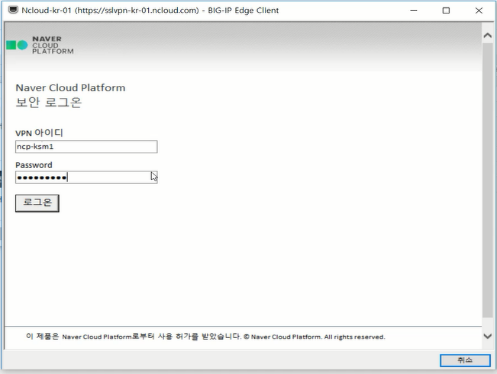 Ncloud-kr-01 (https://sslvpn-kr-01.ncloud.com) - BIG-IP Edge Client
NAVER
CLOUD
PLATFORM
Naver Cloud Platform
보안 로그온
VPN 아이디
ncp-ksm1
Password
•••••••••
로그온
이 제품은 Naver Cloud Platform로부터 사용 허가를 받았습니다. © Naver Cloud Platform. All rights reserved.
취소